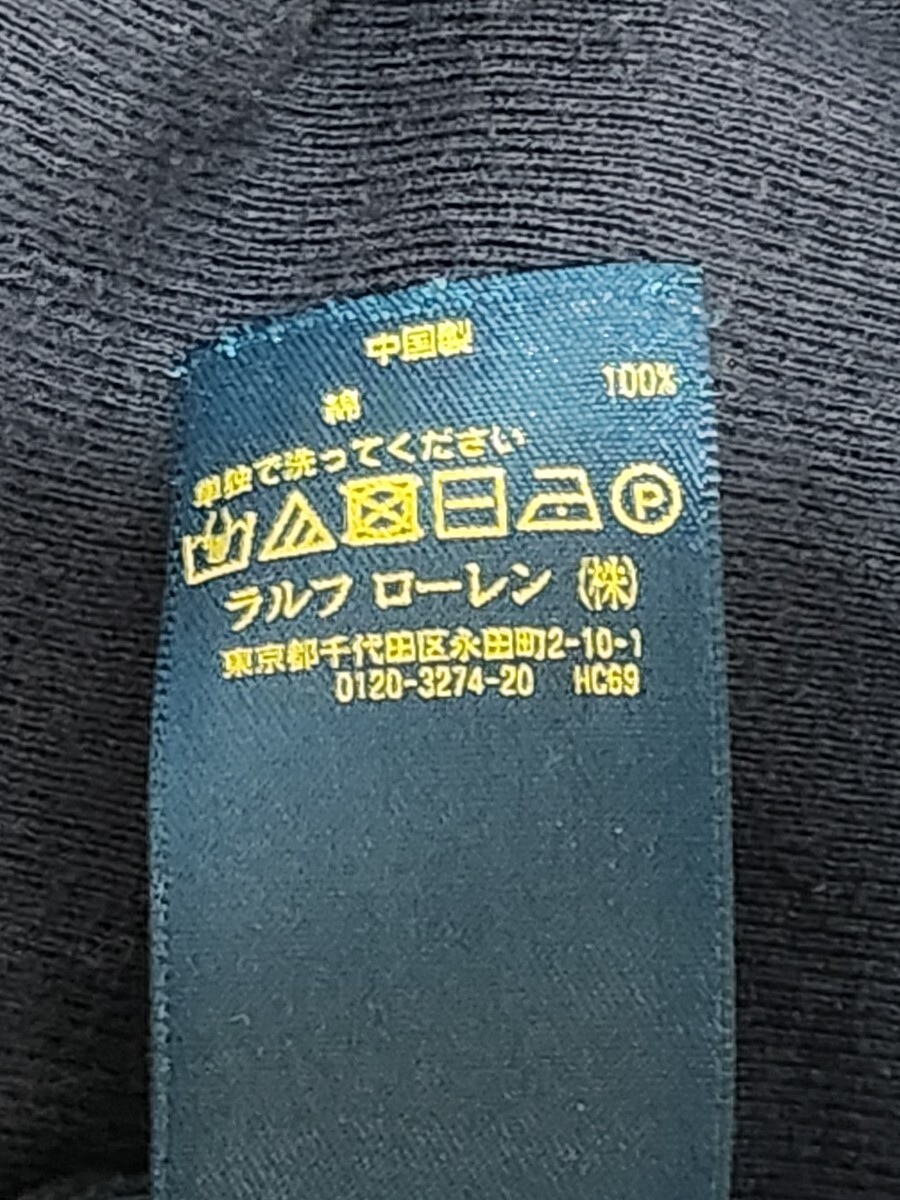 中国製
綿 100%
単独で洗ってください
P
ラルフ ローレン (株)
東京都千代田区永田町2-10-1
0120-3274-20 HC69